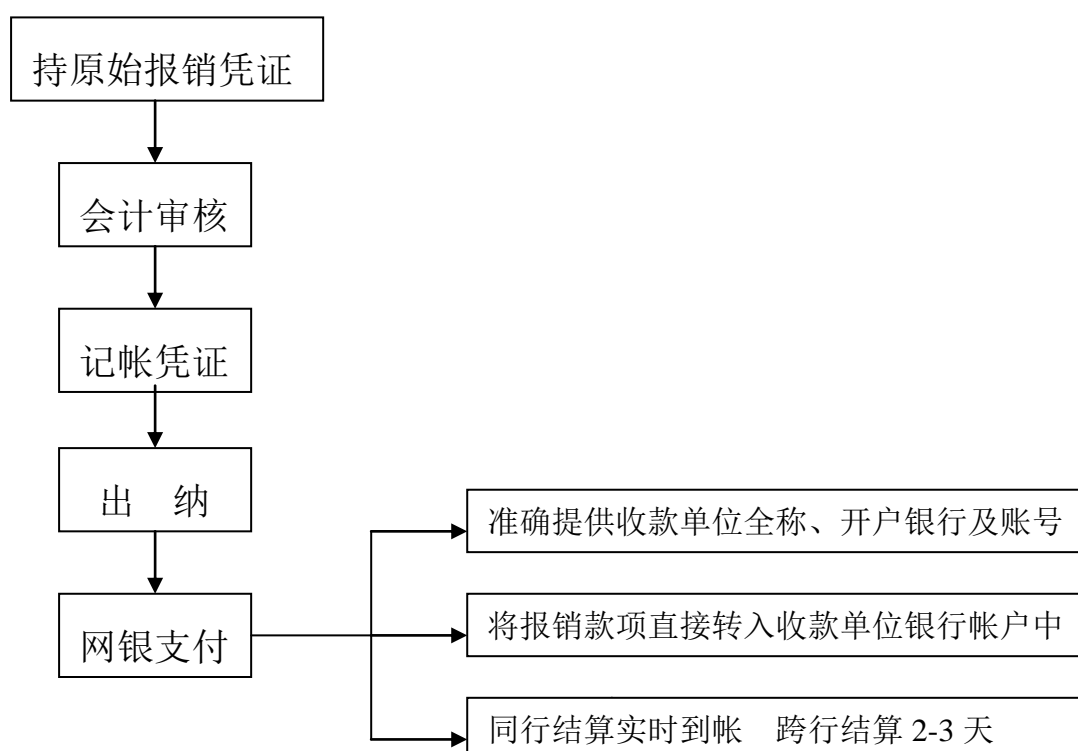 持原始报销凭证
会计审核
记帐凭证
出 纳
网银支付
准确提供收款单位全称、开户银行及账号
将报销款项直接转入收款单位银行帐户中
同行结算实时到帐 跨行结算 2-3 天